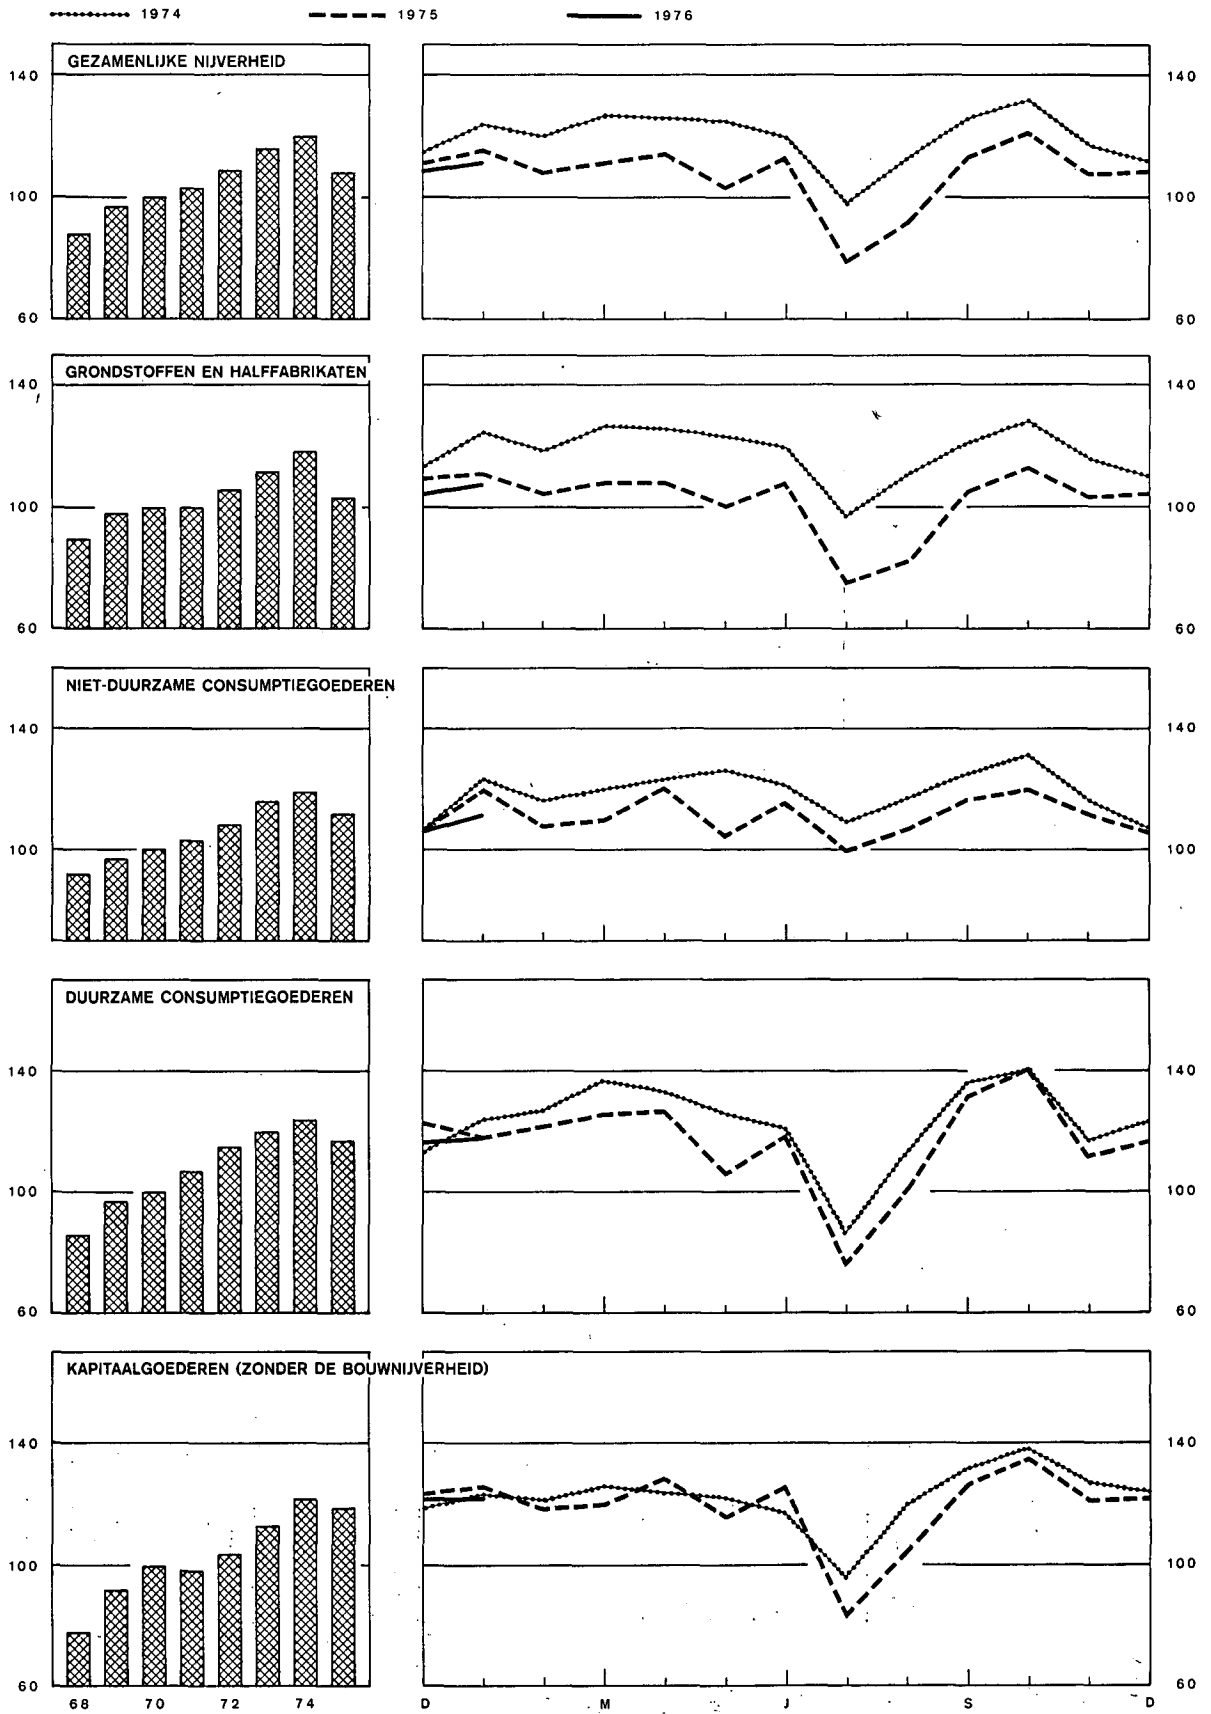 1974 1975 1976
GEZAMENLIJKE NIJVERHEID
140 140
100 100
60 60
GRONDSTOFFEN EN HALFFABRIKATEN
140 140
100 100
60 60
NIET-DUURZAME CONSUMPTIEGOEDEREN
140 140
100 100
DUURZAME CONSUMPTIEGOEDEREN
140 140
100 100
60 60
KAPITAALGOEDEREN (ZONDER DE BOUWNIJVERHEID)
140 140
100 100
60 60
68 70 72 74 D M J S D